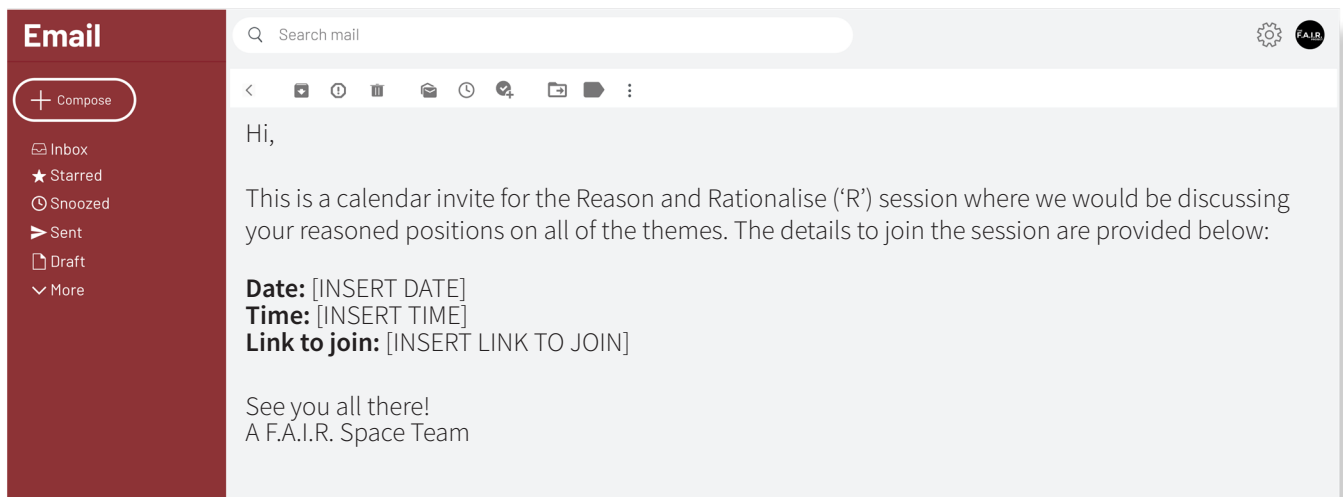 Email
Search mail
F.A.I.R.
Compose
Inbox
Starred
Snoozed
Sent
Draft
More
Hi,
This is a calendar invite for the Reason and Rationalise (‘R’) session where we would be discussing
your reasoned positions on all of the themes. The details to join the session are provided below:
Date: [INSERT DATE]
Time: [INSERT TIME]
Link to join: [INSERT LINK TO JOIN]
See you all there!
A F.A.I.R. Space Team